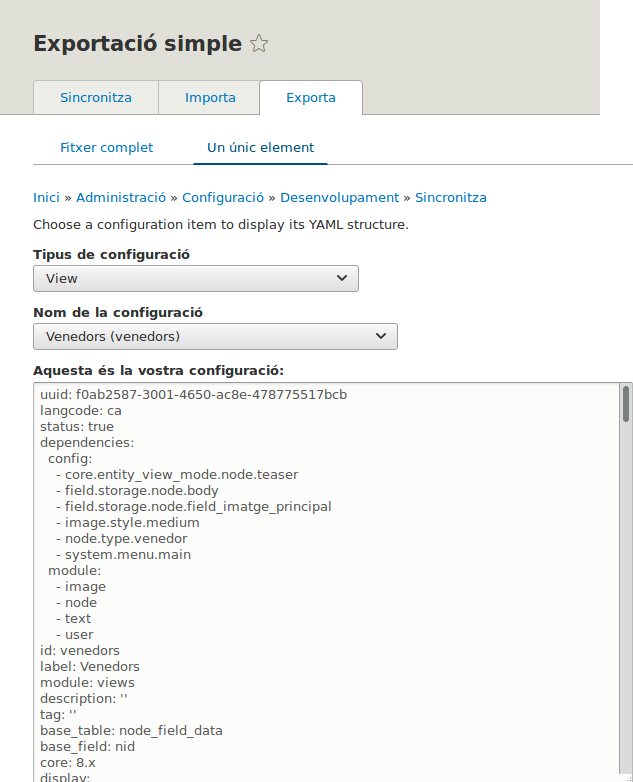 Exportació simple
Sincronitza Importa Exporta
Fitxer complet Un únic element
Inici » Administració » Configuració » Desenvolupament » Sincronitza
Choose a configuration item to display its YAML structure.
Tipus de configuració
View
Nom de la configuració
Venedors (venedors)
Aquesta és la vostra configuració:
uuid: f0ab2587-3001-4650-ac8e-478775517bcb
langcode: ca
status: true
dependencies:
  config:
    - core.entity_view_mode.node.teaser
    - field.storage.node.body
    - field.storage.node.field_imatge_principal
    - image.style.medium
    - node.type.venedor
    - system.menu.main
  module:
    - image
    - node
    - text
    - user
id: venedors
label: Venedors
module: views
description: ''
tag: ''
base_table: node_field_data
base_field: nid
core: 8.x
display: